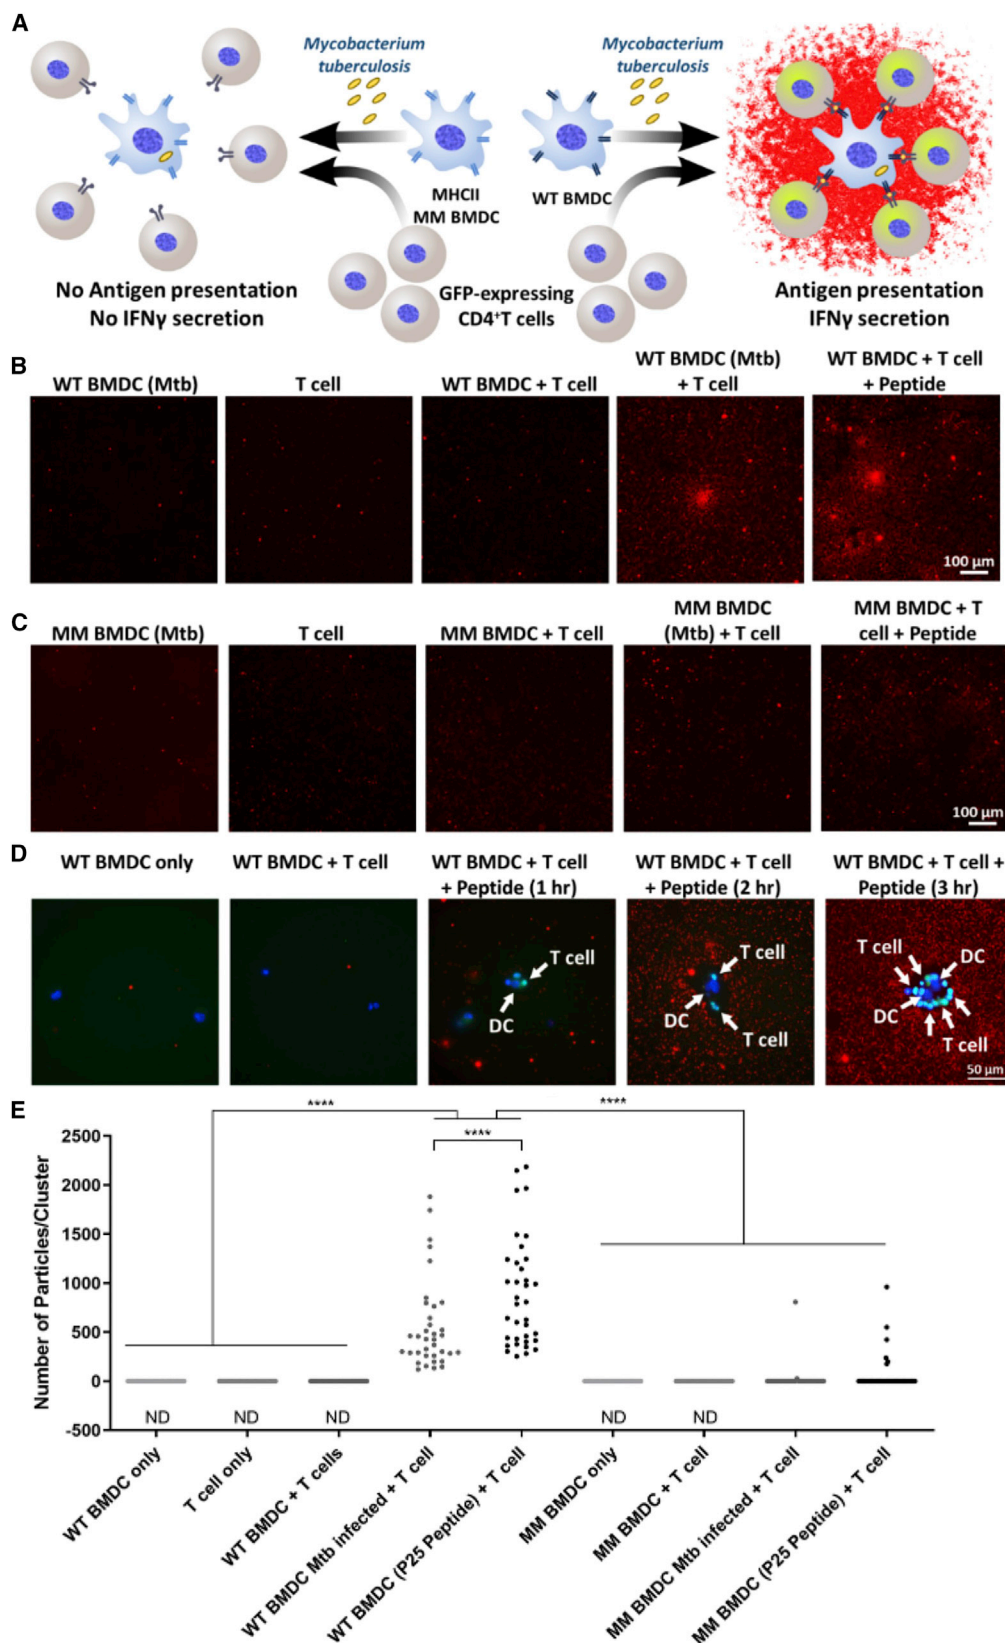 A
Mycobacterium
tuberculosis
Mycobacterium
tuberculosis
MHCII
MM BMDC
WT BMDC
No Antigen presentation
No IFNγ secretion
GFP-expressing
CD4⁺T cells
Antigen presentation
IFNγ secretion
B
WT BMDC (Mtb)
T cell
WT BMDC + T cell
WT BMDC (Mtb)
+ T cell
WT BMDC + T cell
+ Peptide
100 µm
C
MM BMDC (Mtb)
T cell
MM BMDC + T cell
MM BMDC
(Mtb) + T cell
MM BMDC + T
cell + Peptide
100 µm
D
WT BMDC only
WT BMDC + T cell
WT BMDC + T cell
+ Peptide (1 hr)
WT BMDC + T cell
+ Peptide (2 hr)
WT BMDC + T cell +
Peptide (3 hr)
T cell
DC
T cell
DC
T cell
T cell
DC
DC
T cell
50 µm
E
****
****
****
Number of Particles/Cluster
2500
2000
1500
1000
500
0
-500
ND
ND
ND
ND
ND
WT BMDC only
T cell only
WT BMDC + T cells
WT BMDC Mtb infected + T cell
WT BMDC (P25 Peptide) + T cell
MM BMDC only
MM BMDC + T cell
MM BMDC Mtb infected + T cell
MM BMDC (P25 Peptide) + T cell